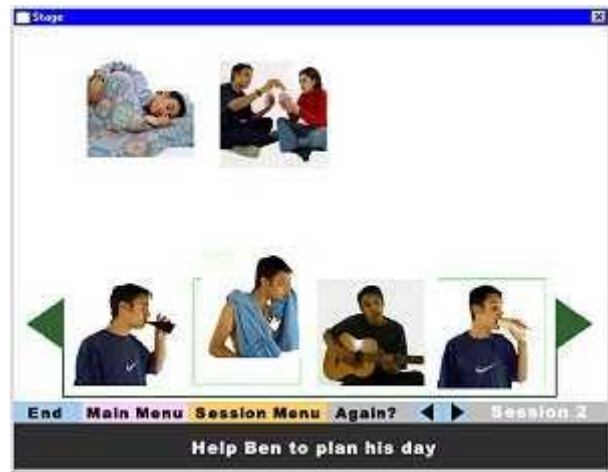 Stage
End Main Menu Session Menu Again? Session 2
Help Ben to plan his day